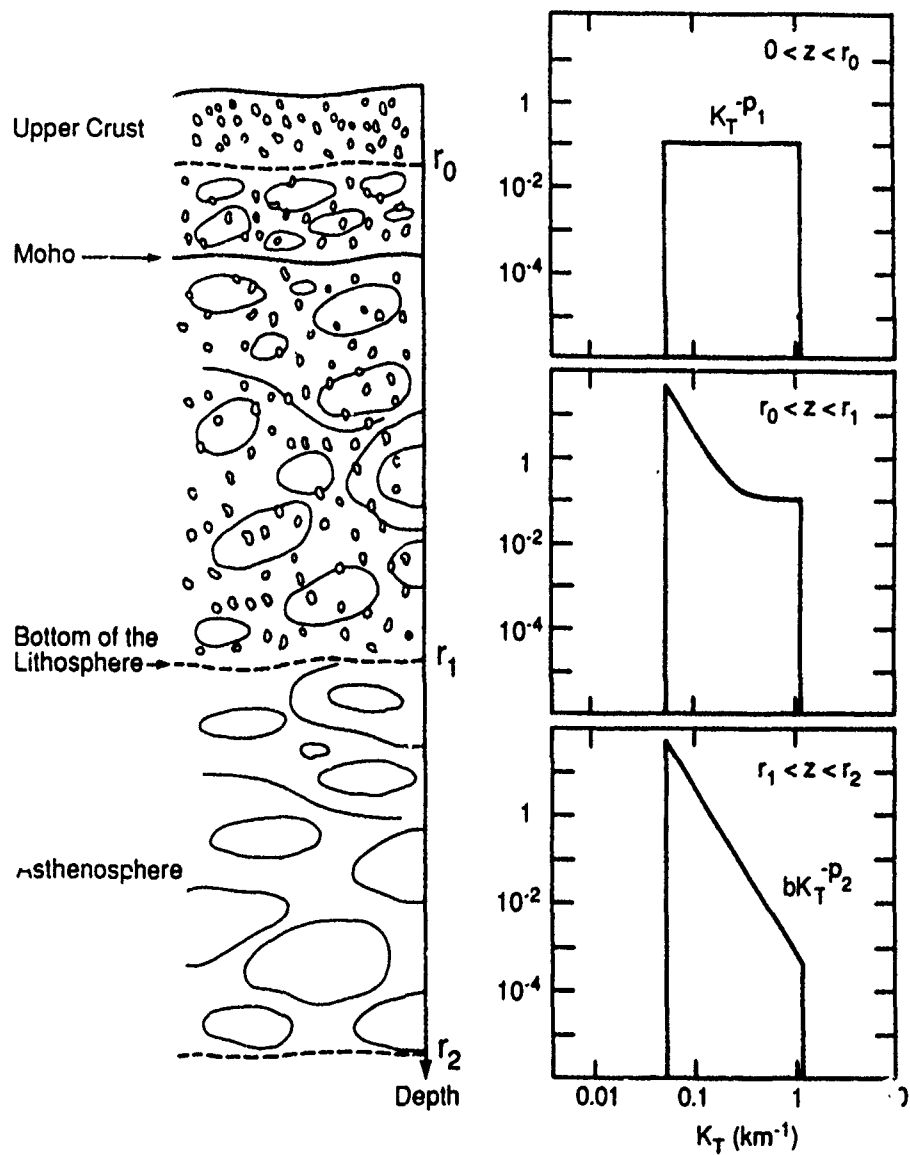 Upper Crust
r0
Moho
Bottom of the
Lithosphere
r1
Asthenosphere
r2
Depth
0 < z < r0
KT^-p1
1
10^-2
10^-4
r0 < z < r1
1
10^-2
10^-4
r1 < z < r2
bKT^-p2
1
10^-2
10^-4
0.01 0.1 1
KT (km^-1)